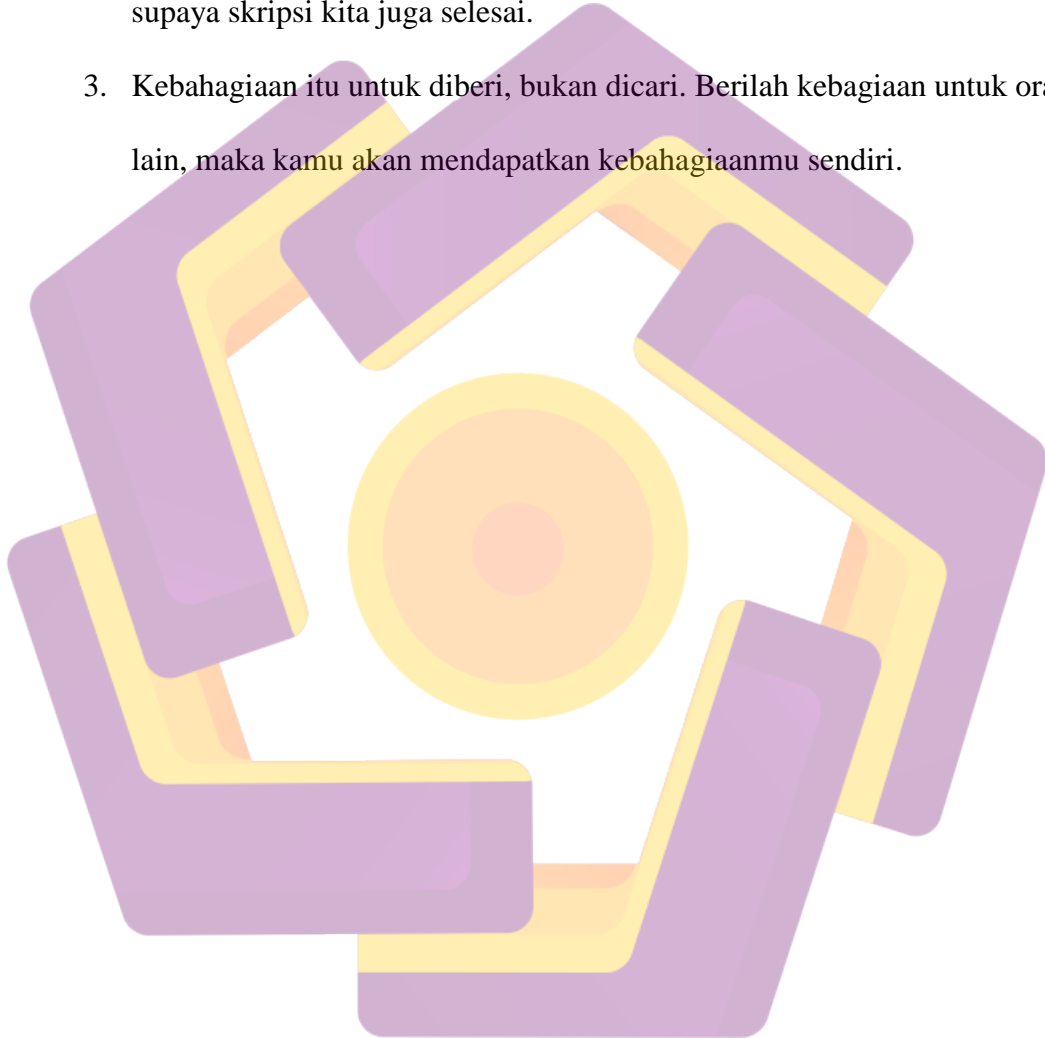 supaya skripsi kita juga selesai.
3. Kebahagiaan itu untuk diberi, bukan dicari. Berilah kebagiaan untuk ora
lain, maka kamu akan mendapatkan kebahagiaanmu sendiri.